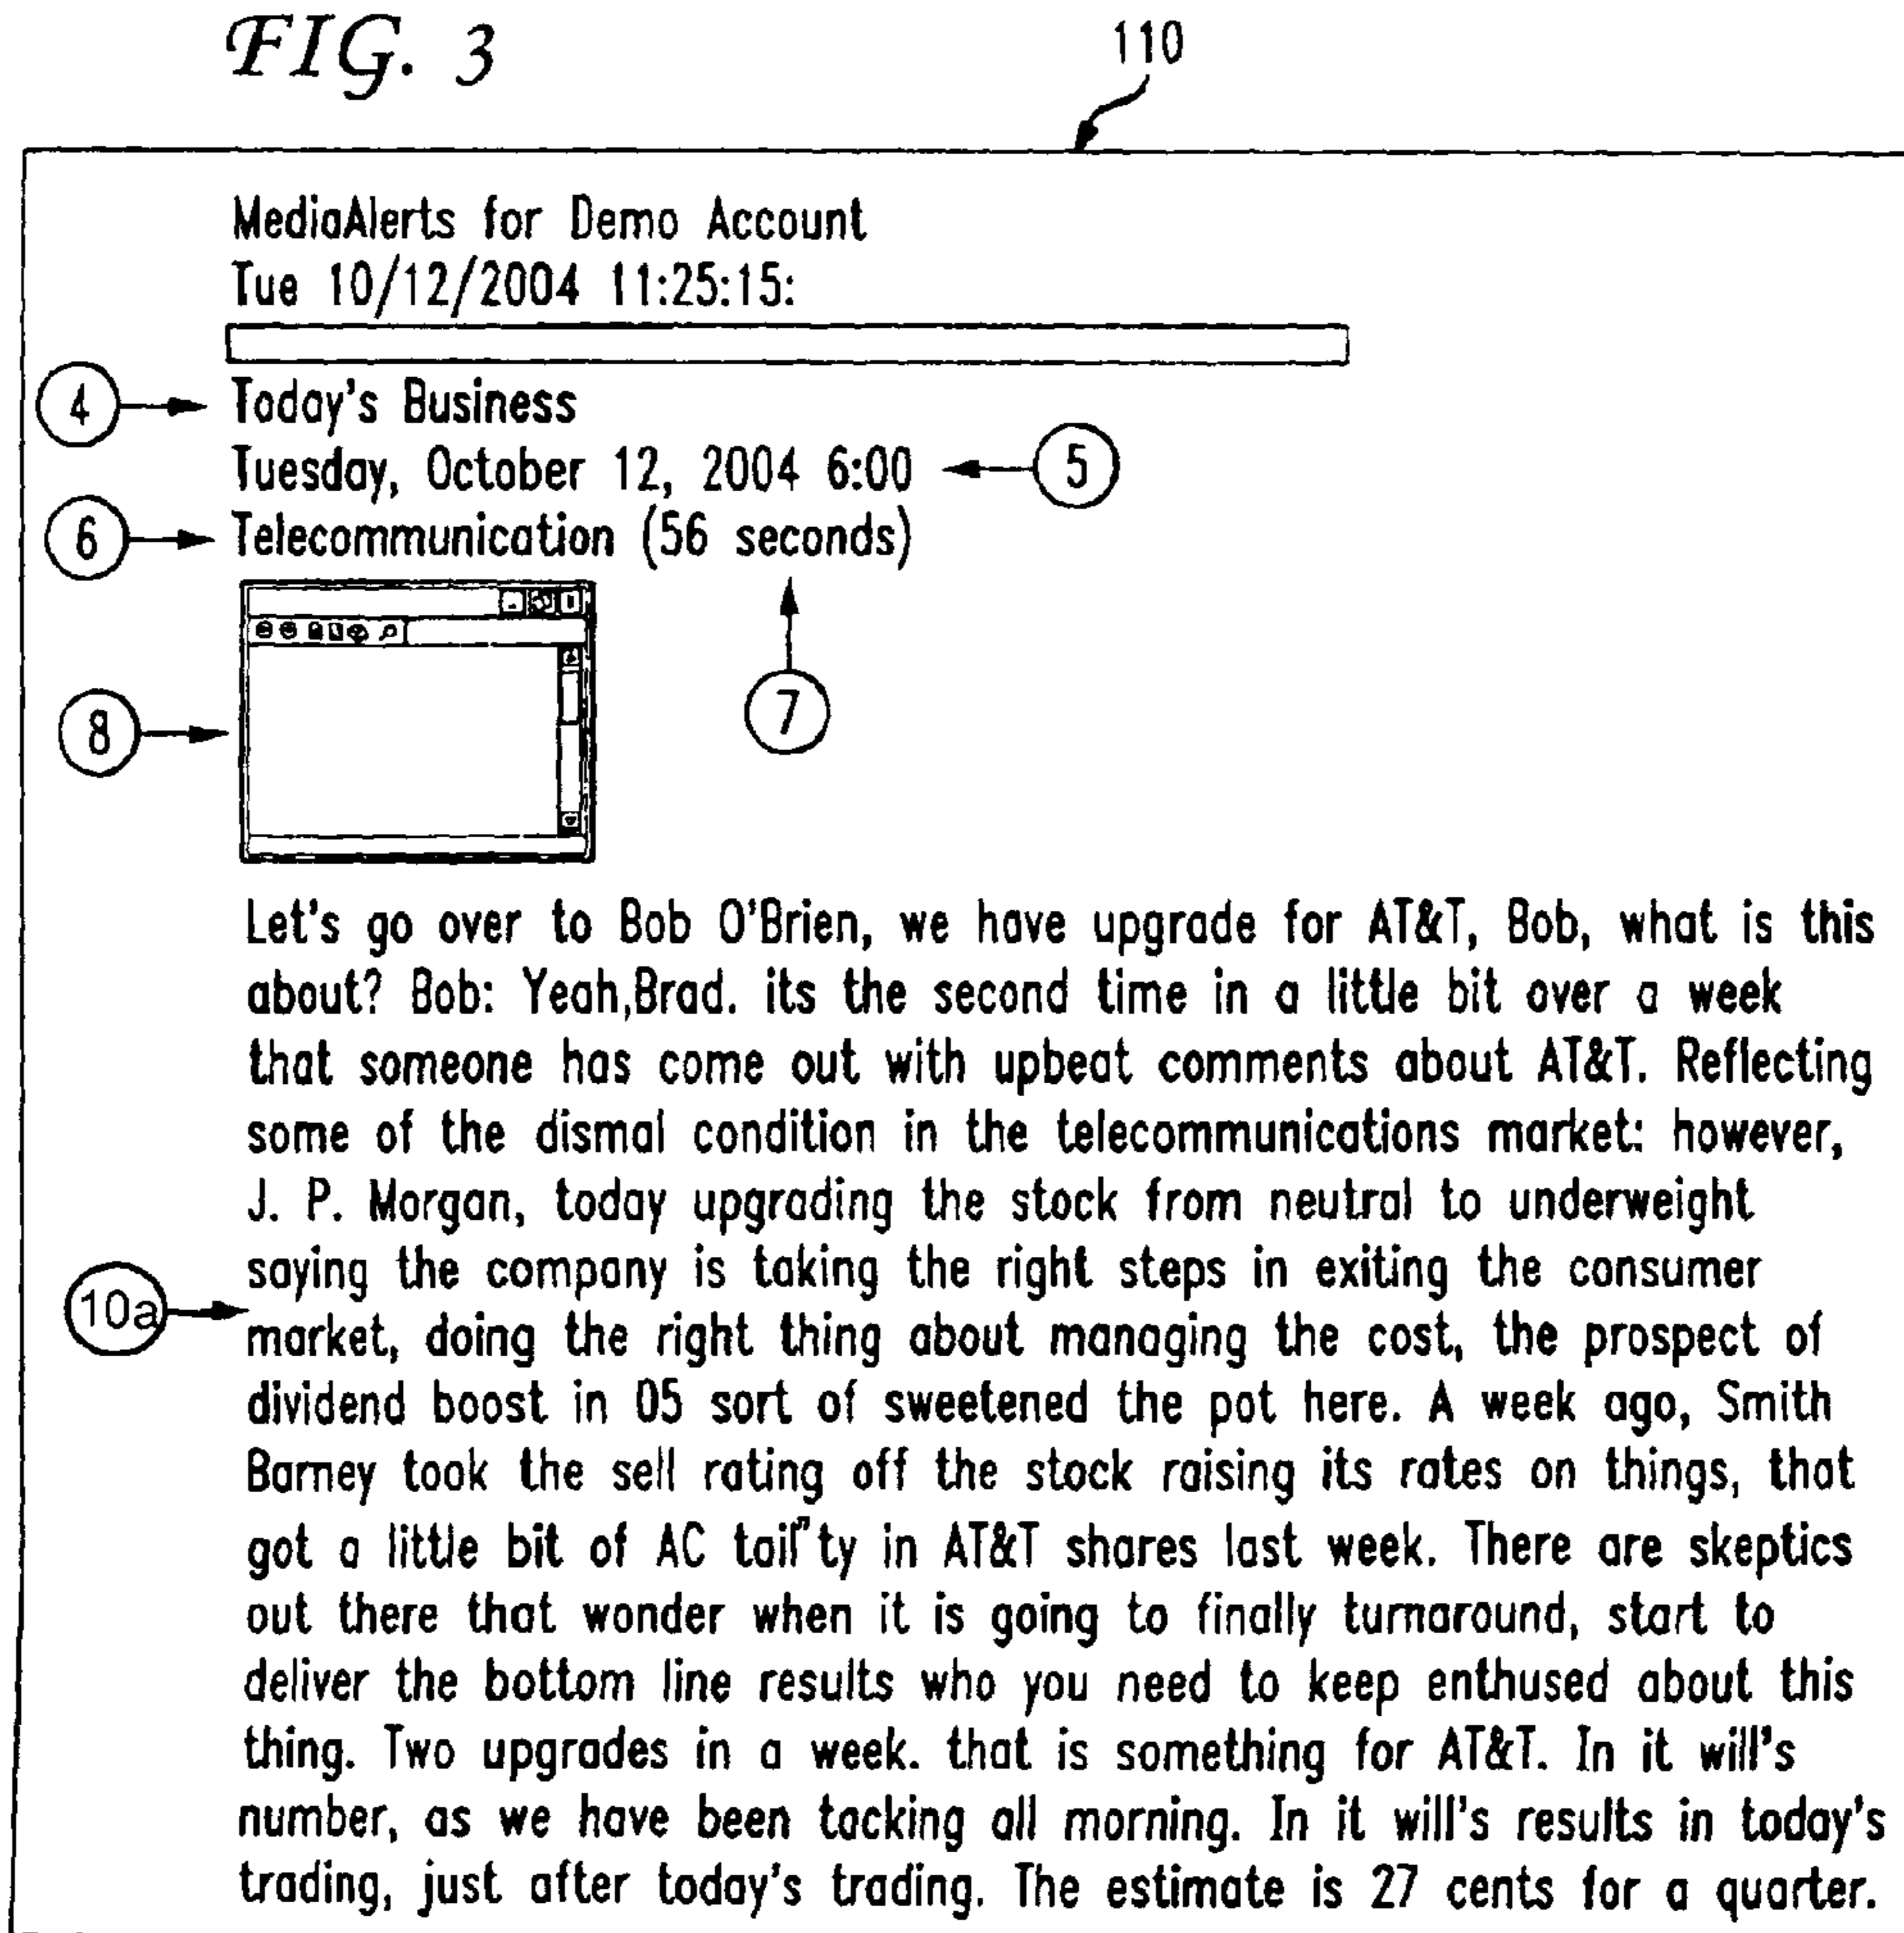 FIG. 3
110
MediaAlerts for Demo Account
Tue 10/12/2004 11:25:15:
4 Today's Business
Tuesday, October 12, 2004 6:00 5
6 Telecommunication (56 seconds)
7
8
Let's go over to Bob O'Brien, we have upgrade for AT&T, Bob, what is this
about? Bob: Yeah,Brad. its the second time in a little bit over a week
that someone has come out with upbeat comments about AT&T. Reflecting
some of the dismal condition in the telecommunications market: however,
J. P. Morgan, today upgrading the stock from neutral to underweight
saying the company is taking the right steps in exiting the consumer
10a
market, doing the right thing about managing the cost, the prospect of
dividend boost in 05 sort of sweetened the pot here. A week ago, Smith
Barney took the sell rating off the stock raising its rates on things, that
got a little bit of AC tail"ty in AT&T shares last week. There are skeptics
out there that wonder when it is going to finally turnaround, start to
deliver the bottom line results who you need to keep enthused about this
thing. Two upgrades in a week. that is something for AT&T. In it will's
number, as we have been tacking all morning. In it will's results in today's
trading, just after today's trading. The estimate is 27 cents for a quarter.